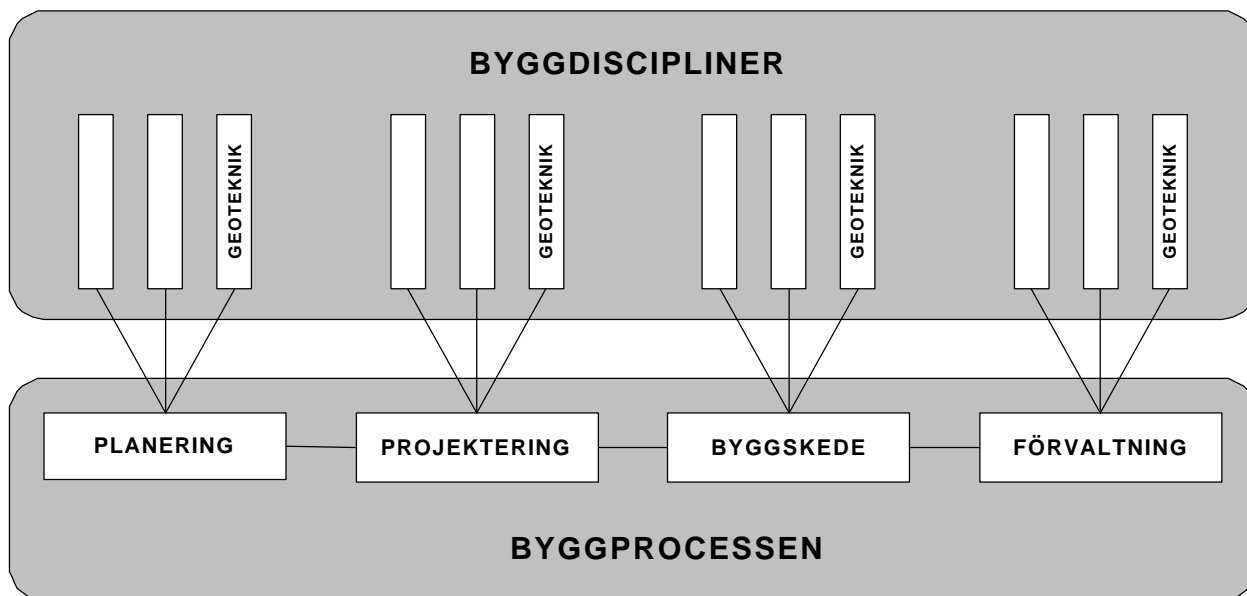 BYGGDISCIPLINER
GEOTEKNIK
GEOTEKNIK
GEOTEKNIK
GEOTEKNIK
PLANERING
PROJEKTERING
BYGGSKEDE
FÖRVALTNING
BYGGPROCESSEN